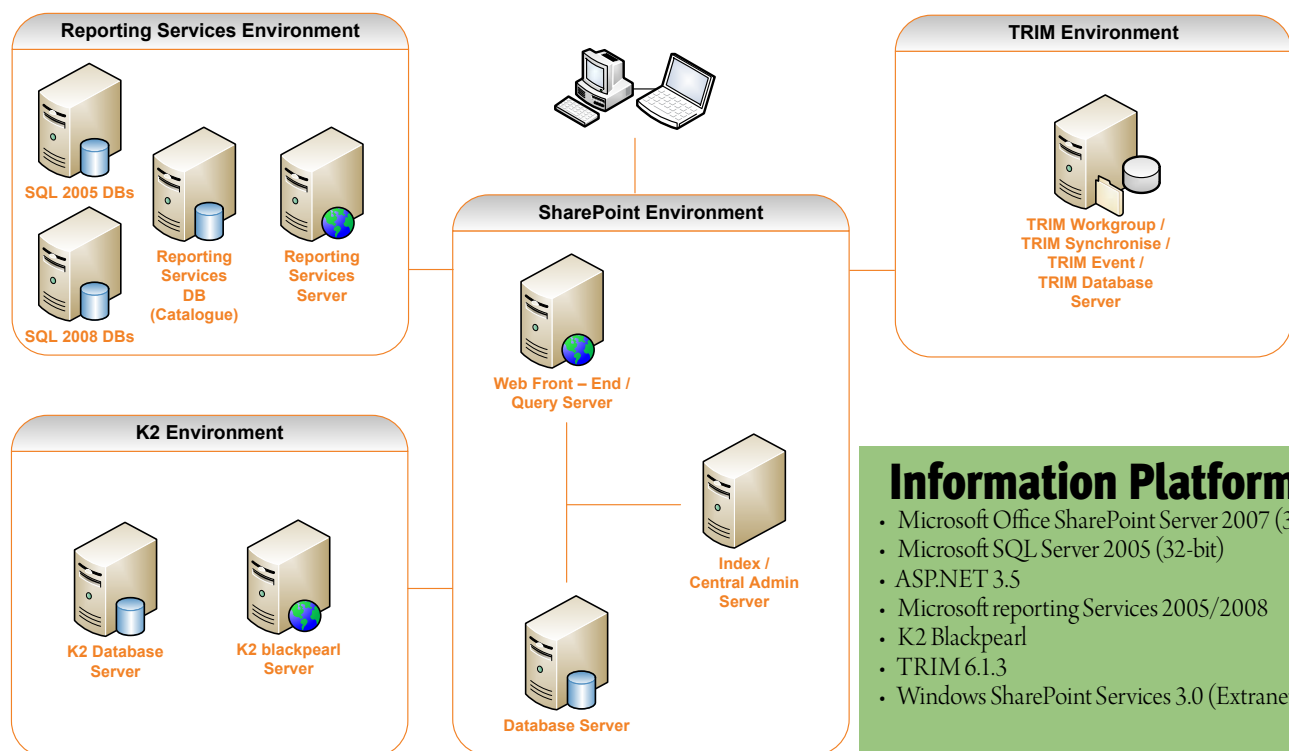 Reporting Services Environment
SQL 2005 DBs
SQL 2008 DBs
Reporting
Services
DB
(Catalogue)
Reporting
Services
Server
TRIM Environment
TRIM Workgroup /
TRIM Synchronise /
TRIM Event /
TRIM Database
Server
SharePoint Environment
Web Front – End /
Query Server
Index /
Central Admin
Server
Database Server
K2 Environment
K2 Database
Server
K2 blackpearl
Server
Information Platform
• Microsoft Office SharePoint Server 2007 (3
• Microsoft SQL Server 2005 (32-bit)
• ASP.NET 3.5
• Microsoft reporting Services 2005/2008
• K2 Blackpearl
• TRIM 6.1.3
• Windows SharePoint Services 3.0 (Extrane